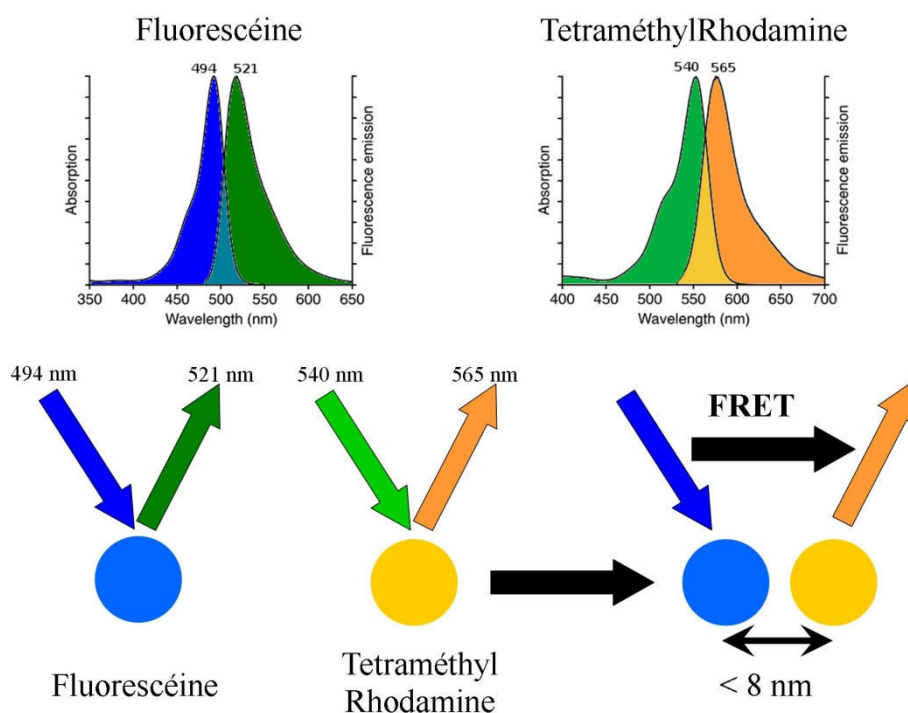 Fluorescéine
TetraméthylRhodamine
494 521
Absorption
Fluorescence emission
350 400 450 500 550 600 650
Wavelength (nm)
540 565
Absorption
Fluorescence emission
400 450 500 550 600 650 700
Wavelength (nm)
494 nm
521 nm
540 nm
565 nm
FRET
Fluorescéine
Tetraméthyl
Rhodamine
< 8 nm